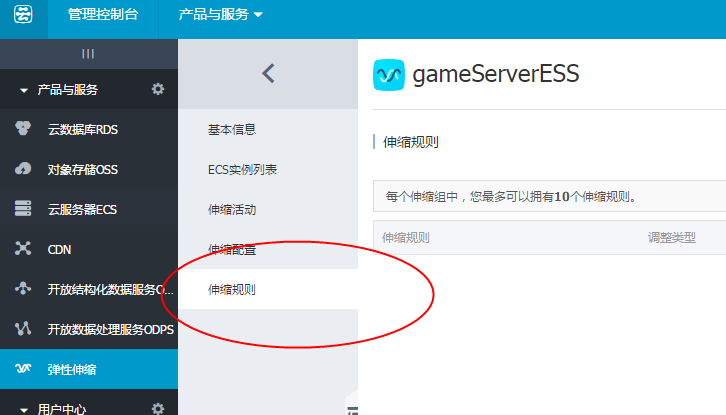 管理控制台
产品与服务
产品与服务
云数据库RDS
对象存储OSS
云服务器ECS
CDN
开放结构化数据服务O...
开放数据处理服务ODPS
弹性伸缩
用户中心
基本信息
ECS实例列表
伸缩活动
伸缩配置
伸缩规则
gameServerESS
伸缩规则
每个伸缩组中，您最多可以拥有10个伸缩规则。
伸缩规则
调整类型